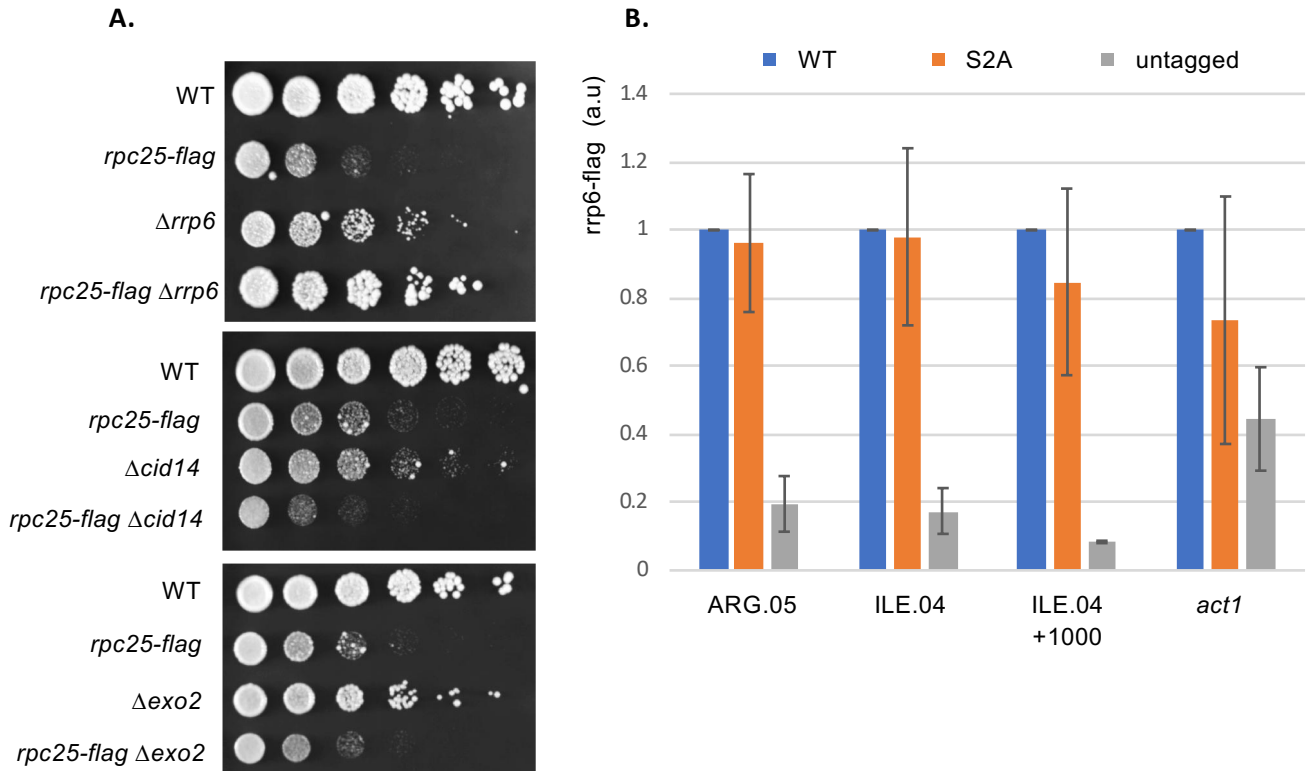 A.
WT
rpc25-flag
Δrrp6
rpc25-flag Δrrp6
WT
rpc25-flag
Δcid14
rpc25-flag Δcid14
WT
rpc25-flag
Δexo2
rpc25-flag Δexo2
B.
WT S2A untagged
rrp6-flag (a.u)
1.4
1.2
1
0.8
0.6
0.4
0.2
0
ARG.05 ILE.04 ILE.04 act1
+1000